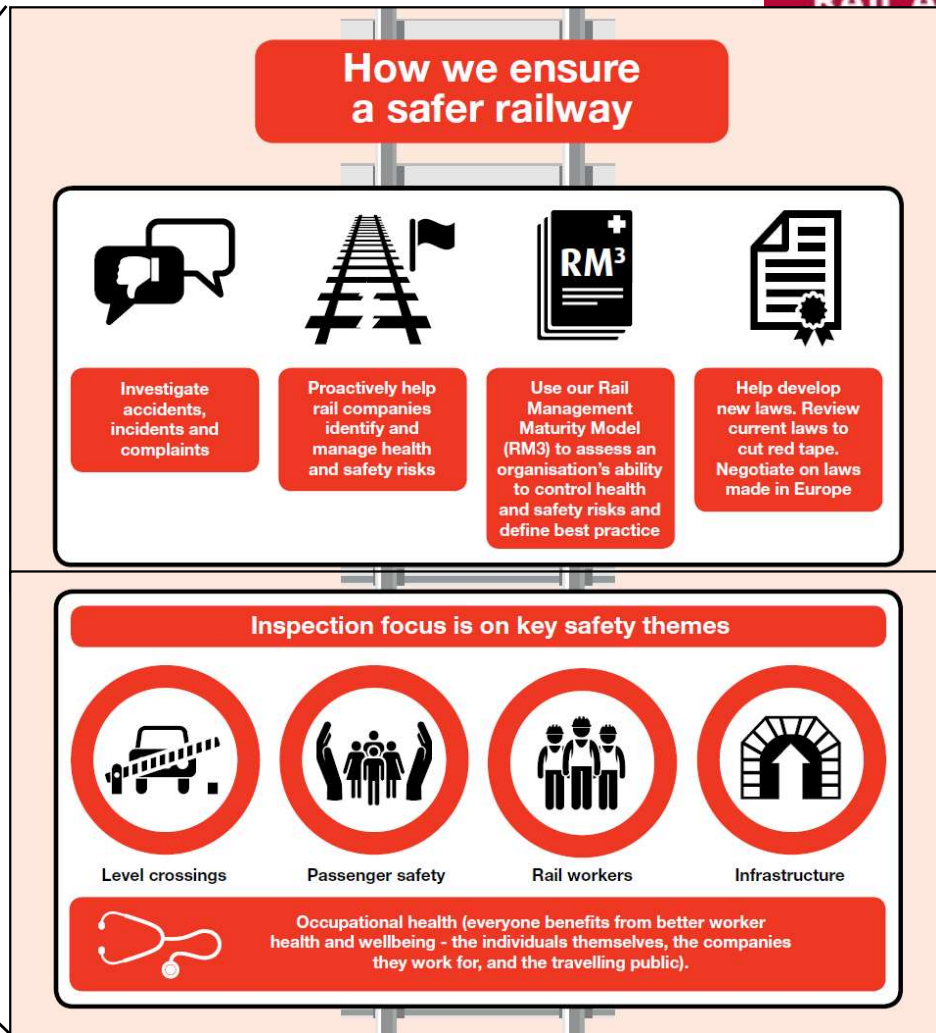 How we ensure
a safer railway
RM³
Investigate
accidents,
incidents and
complaints
Proactively help
rail companies
identify and
manage health
and safety risks
Use our Rail
Management
Maturity Model
(RM3) to assess an
organisation's ability
to control health
and safety risks and
define best practice
Help develop
new laws. Review
current laws to
cut red tape.
Negotiate on laws
made in Europe
Inspection focus is on key safety themes
Level crossings
Passenger safety
Rail workers
Infrastructure
Occupational health (everyone benefits from better worker
health and wellbeing - the individuals themselves, the companies
they work for, and the travelling public).